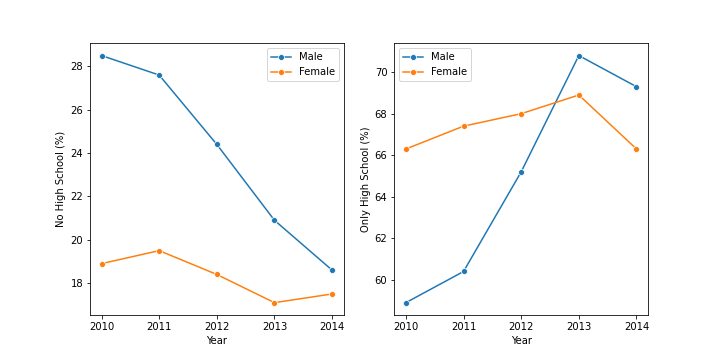 No High School (%)
28
26
24
22
20
18
Male
Female
2010 2011 2012 2013 2014
Year
Only High School (%)
70
68
66
64
62
60
Male
Female
2010 2011 2012 2013 2014
Year